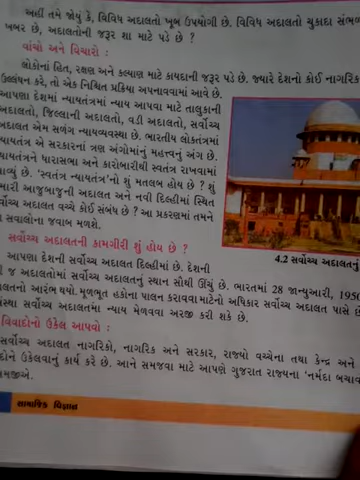 અહીં તમે જોયું કે, વિવિધ અદાલતો ખૂબ ઉપયોગી છે. વિવિધ અદાલતો ચુકાદા સંભળ
ખબર છે, અદાલતોની જરૂર શા માટે પડે છે ?
વાંચો અને વિચારો :
લોકોનાં હિત, રક્ષણ અને કલ્યાણ માટે કાયદાની જરૂર પડે છે. જ્યારે દેશનો કોઈ નાગરિક
ઉલ્લંઘન કરે, તો એક નિશ્ચિત પ્રક્રિયા અપનાવવામાં આવે છે.
આપણા દેશમાં ન્યાયતંત્રમાં ન્યાય આપવા માટે તાલુકાની
અદાલતો, જિલ્લાની અદાલતો, વડી અદાલતો, સર્વોચ્ચ
અદાલત એમ સળંગ ન્યાયવ્યવસ્થા છે. ભારતીય લોકતંત્રમાં
ન્યાયતંત્ર એ સરકારનાં ત્રણ અંગોમાંનું મહત્ત્વનું અંગ છે.
ન્યાયતંત્રને ધારાસભા અને કારોબારીથી સ્વતંત્ર રાખવામાં
આવ્યું છે. ‘સ્વતંત્ર ન્યાયતંત્ર’નો શું મતલબ હોય છે ? શું
મારી આજુબાજુની અદાલત અને નવી દિલ્હીમાં સ્થિત
ર્વોચ્ચ અદાલત વચ્ચે કોઈ સંબંધ છે ? આ પ્રકરણમાં તમને
સવાલોના જવાબ મળશે.
4.2 સર્વોચ્ચ અદાલતનું
સર્વોચ્ચ અદાલતની કામગીરી શું હોય છે ?
આપણા દેશની સર્વોચ્ચ અદાલત દિલ્હીમાં છે. દેશની
જ અદાલતોમાં સર્વોચ્ચ અદાલતનું સ્થાન સૌથી ઊંચું છે. ભારતમાં 28 જાન્યુઆરી, 1950
લતનો આરંભ થયો. મૂળભૂત હકોના પાલન કરાવવા માટેનો અધિકાર સર્વોચ્ચ અદાલત પાસે છે
સંસ્થા સર્વોચ્ચ અદાલતમાં ન્યાય મેળવવા અરજી કરી શકે છે.
વિવાદોનો ઉકેલ આપવો :
સર્વોચ્ચ અદાલત નાગરિકો, નાગરિક અને સરકાર, રાજ્યો વચ્ચેના તથા કેન્દ્ર અને
દોને ઉકેલવાનું કાર્ય કરે છે. આને સમજવા માટે આપણે ગુજરાત રાજ્યના ‘નર્મદા બચાવ
મજીએ.
સામાજિક વિજ્ઞાન